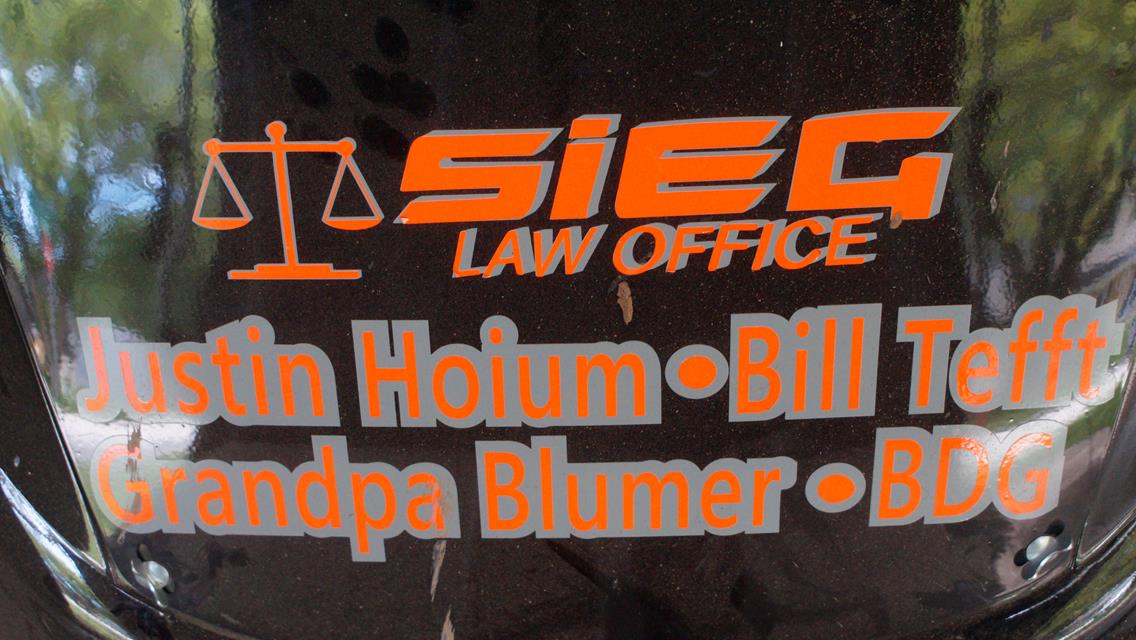 SiEG
LAW OFFICE
Justin Hoium•Bill Tefft
Grandpa Blumer•BDG